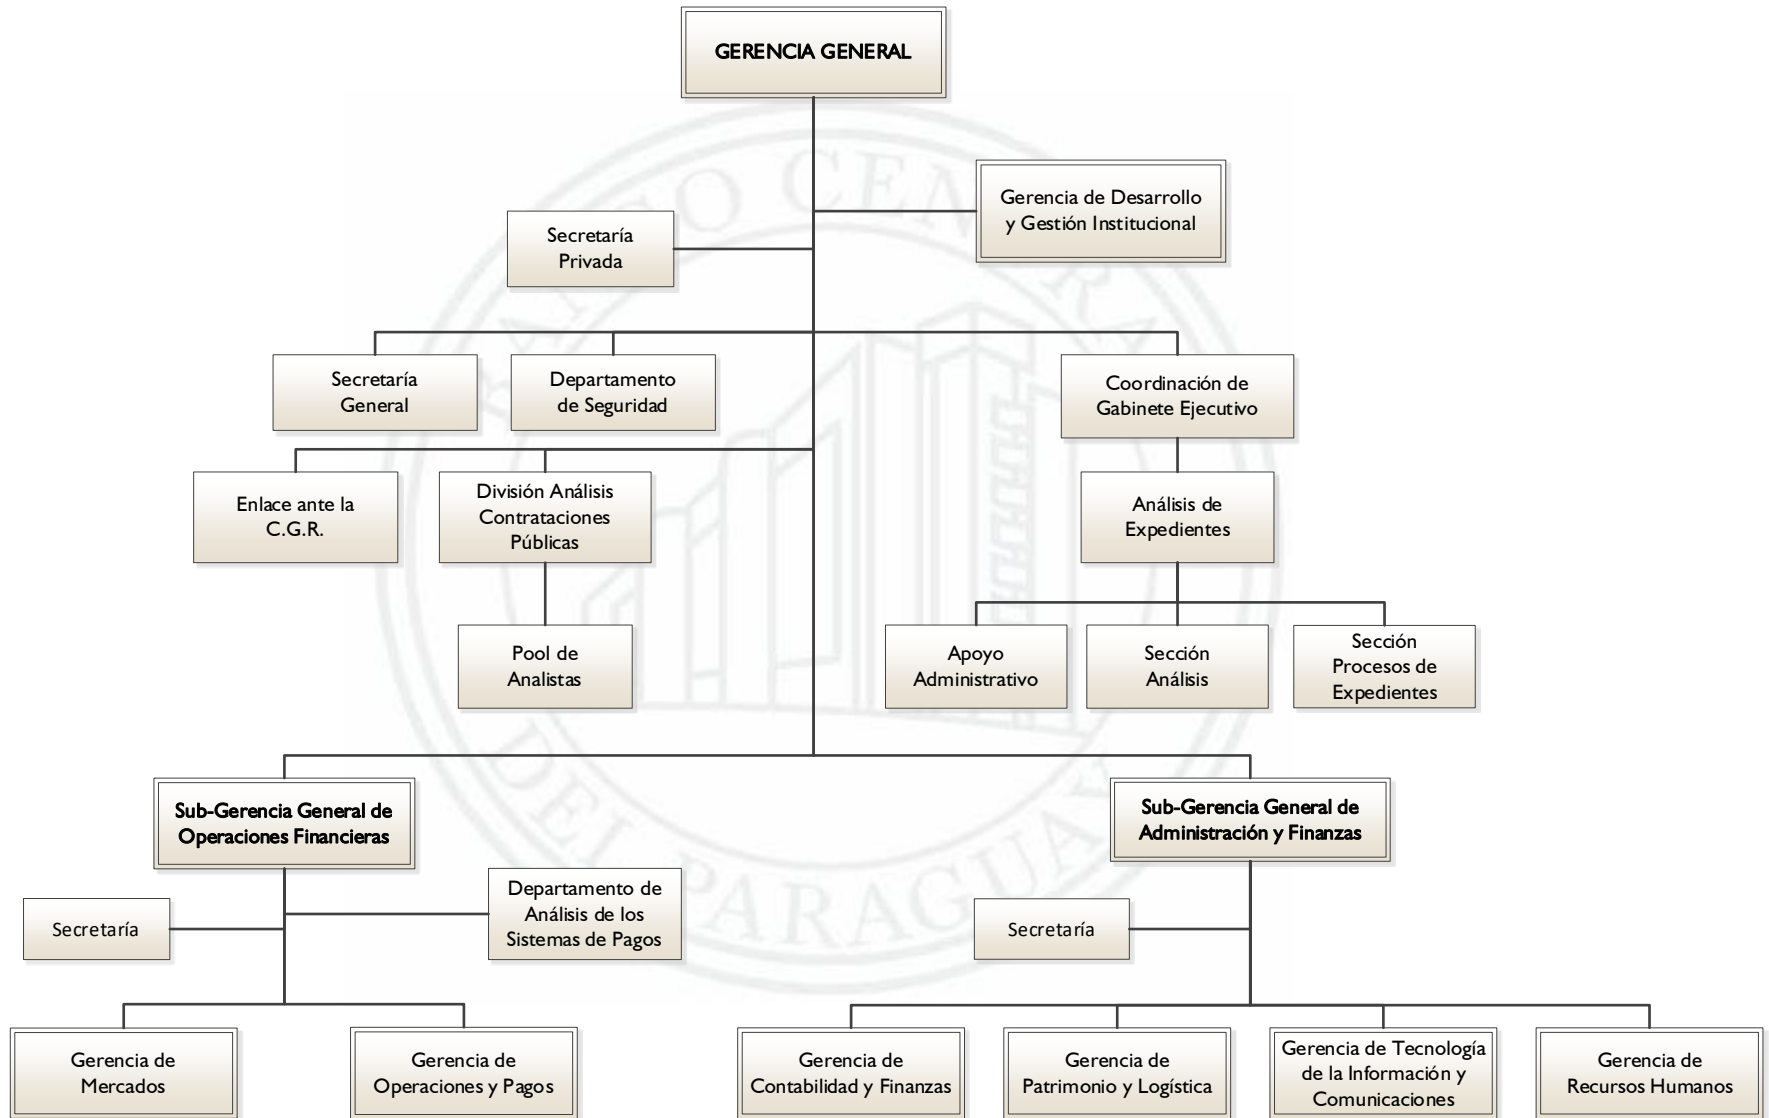 GERENCIA GENERAL
Gerencia de Desarrollo
y Gestión Institucional
Secretaría
Privada
Secretaría
General
Departamento
de Seguridad
Coordinación de
Gabinete Ejecutivo
Enlace ante la
C.G.R.
División Análisis
Contrataciones
Públicas
Análisis de
Expedientes
Pool de
Analistas
Apoyo
Administrativo
Sección
Análisis
Sección
Procesos de
Expedientes
Sub-Gerencia General de
Operaciones Financieras
Sub-Gerencia General de
Administración y Finanzas
Secretaría
Departamento de
Análisis de los
Sistemas de Pagos
Secretaría
Gerencia de
Mercados
Gerencia de
Operaciones y Pagos
Gerencia de
Contabilidad y Finanzas
Gerencia de
Patrimonio y Logística
Gerencia de Tecnología
de la Información y
Comunicaciones
Gerencia de
Recursos Humanos
BANCO CENTRAL
DEL PARAGUAY